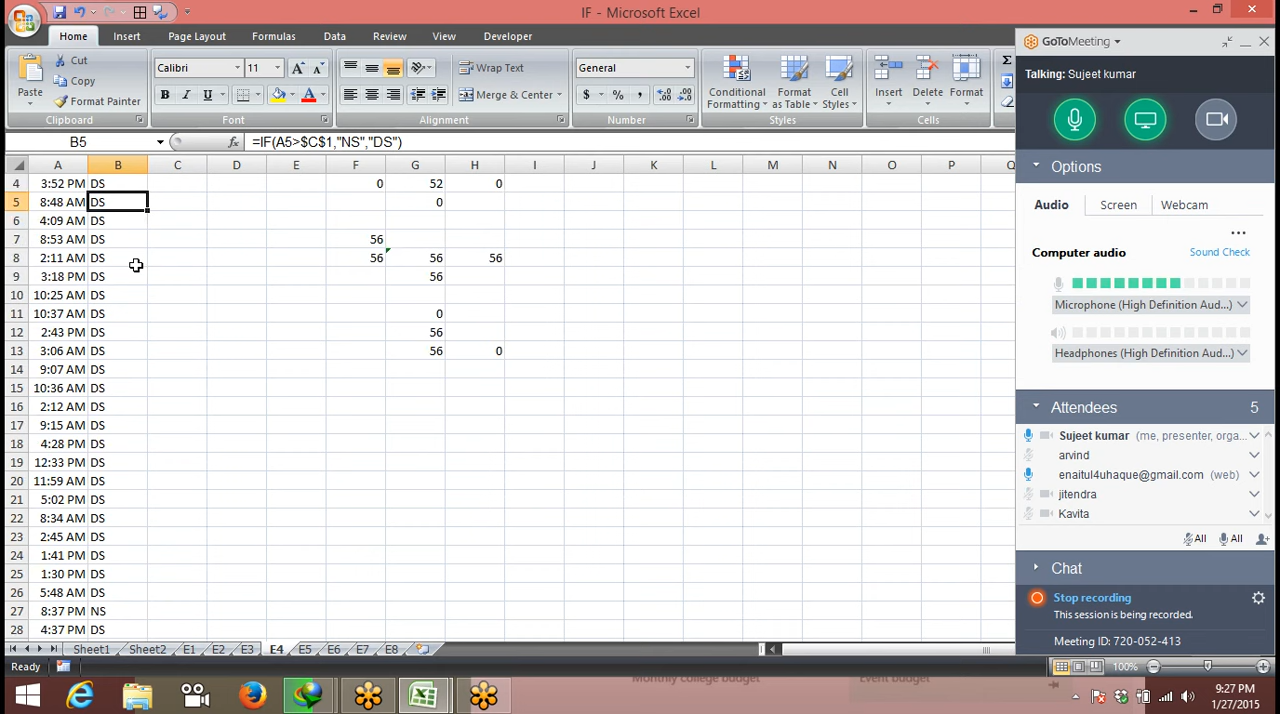 IF - Microsoft Excel
Home Insert Page Layout Formulas Data Review View Developer
Paste Cut Copy Format Painter Clipboard
Calibri 11 A A B I U A Font
Wrap Text Merge & Center Alignment
General $ % , Number
Conditional Formatting Format as Table Cell Styles Styles
Insert Delete Format Cells
B5 fx =IF(A5>$C$1,"NS","DS")
A B C D E F G H I J K L M N O P Q
4 3:52 PM DS 0 52 0
5 8:48 AM DS 0
6 4:09 AM DS
7 8:53 AM DS 56
8 2:11 AM DS 56 56 56
9 3:18 PM DS 56
10 10:25 AM DS
11 10:37 AM DS 0
12 2:43 PM DS 56
13 3:06 AM DS 56 0
14 9:07 AM DS
15 10:36 AM DS
16 2:12 AM DS
17 9:15 AM DS
18 4:28 PM DS
19 12:33 PM DS
20 11:59 AM DS
21 5:02 PM DS
22 8:34 AM DS
23 2:45 AM DS
24 1:41 PM DS
25 1:30 PM DS
26 5:48 AM DS
27 8:37 PM NS
28 4:37 PM DS
Sheet1 Sheet2 E1 E2 E3 E4 E5 E6 E7 E8
Ready 100%
GoToMeeting
Talking: Sujeet kumar
Options
Audio Screen Webcam
Computer audio Sound Check
Microphone (High Definition Aud...)
Headphones (High Definition Aud...)
Attendees 5
Sujeet kumar (me, presenter, orga...
arvind
enaitul4uhaque@gmail.com (web)
jitendra
Kavita
All All
Chat
Stop recording
This session is being recorded.
Meeting ID: 720-052-413
Monthly college budget Event budget
9:27 PM
1/27/2015